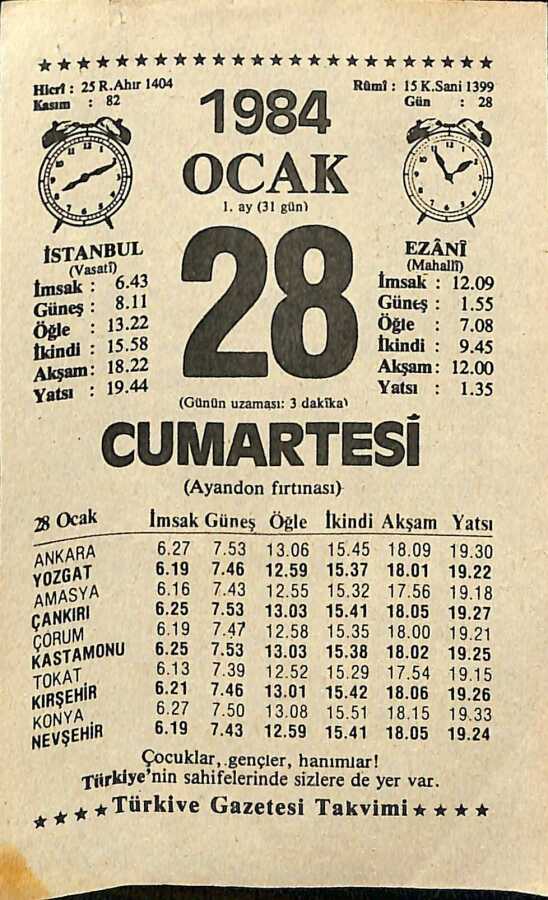 Hicrî : 25 R.Ahır 1404
Kasım : 82
Rûmî : 15 K.Sani 1399
Gün : 28
1984
OCAK
1. ay (31 gün)
28
(Günün uzaması: 3 dakika)
İSTANBUL
(Vasatî)
İmsak : 6.43
Güneş : 8.11
Öğle : 13.22
İkindi : 15.58
Akşam: 18.22
Yatsı : 19.44
EZÂNÎ
(Mahallî)
İmsak : 12.09
Güneş : 1.55
Öğle : 7.08
İkindi : 9.45
Akşam: 12.00
Yatsı : 1.35
CUMARTESİ
(Ayandon fırtınası)
28 Ocak İmsak Güneş Öğle İkindi Akşam Yatsı
ANKARA 6.27 7.53 13.06 15.45 18.09 19.30
YOZGAT 6.19 7.46 12.59 15.37 18.01 19.22
AMASYA 6.16 7.43 12.55 15.32 17.56 19.18
ÇANKIRI 6.25 7.53 13.03 15.41 18.05 19.27
ÇORUM 6.19 7.47 12.58 15.35 18.00 19.21
KASTAMONU 6.25 7.53 13.03 15.38 18.02 19.25
TOKAT 6.13 7.39 12.52 15.29 17.54 19.15
KIRŞEHİR 6.21 7.46 13.01 15.42 18.06 19.26
KONYA 6.27 7.50 13.08 15.51 18.15 19.33
NEVŞEHİR 6.19 7.43 12.59 15.41 18.05 19.24
Çocuklar, gençler, hanımlar!
Türkiye'nin sahifelerinde sizlere de yer var.
Türkiye Gazetesi Takvimi